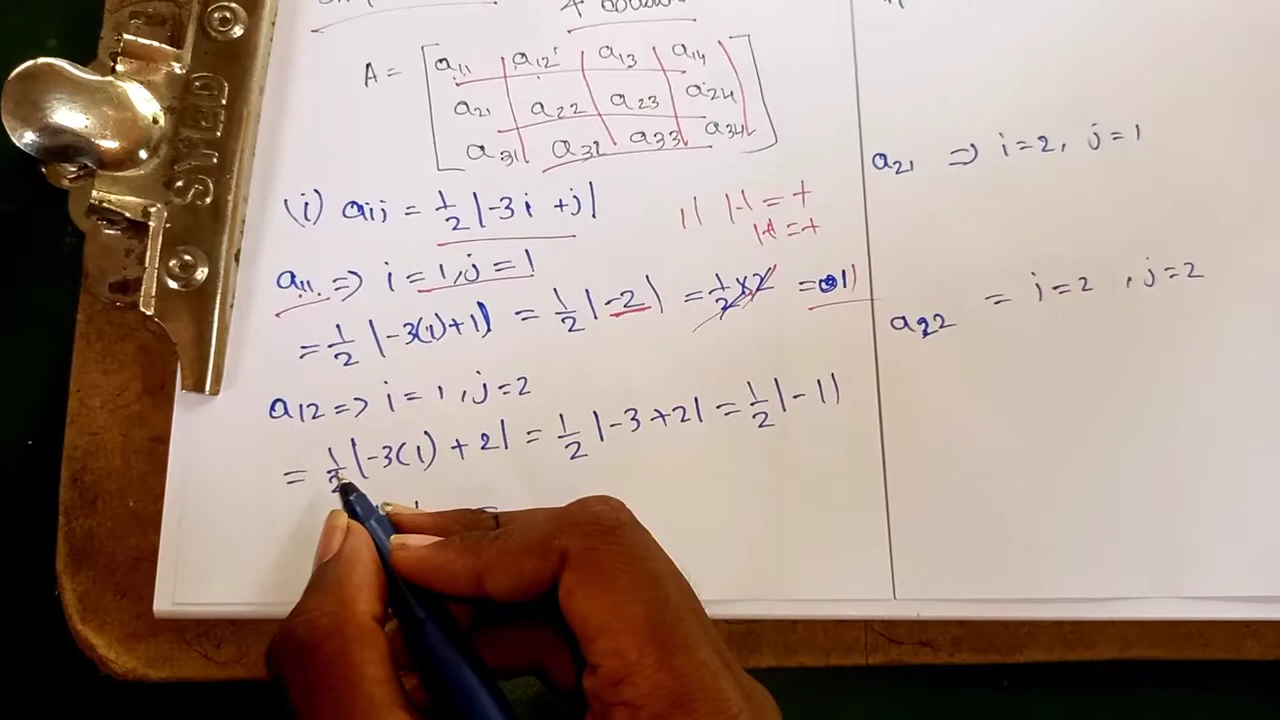 A = [ a11 a12 a13 a14
a21 a22 a23 a24
a31 a32 a33 a34 ]
(i) aij = 1/2 |-3i + j|
|| |-| = +
|+| = +
a11 => i = 1, j = 1
= 1/2 |-3(1)+1| = 1/2 |-2| = 1/2 × 2 = 1
a12 => i = 1, j = 2
= 1/2 |-3(1) + 2| = 1/2 |-3+2| = 1/2 |-1|
a21 => i = 2, j = 1
a22 = i = 2, j = 2
SYED